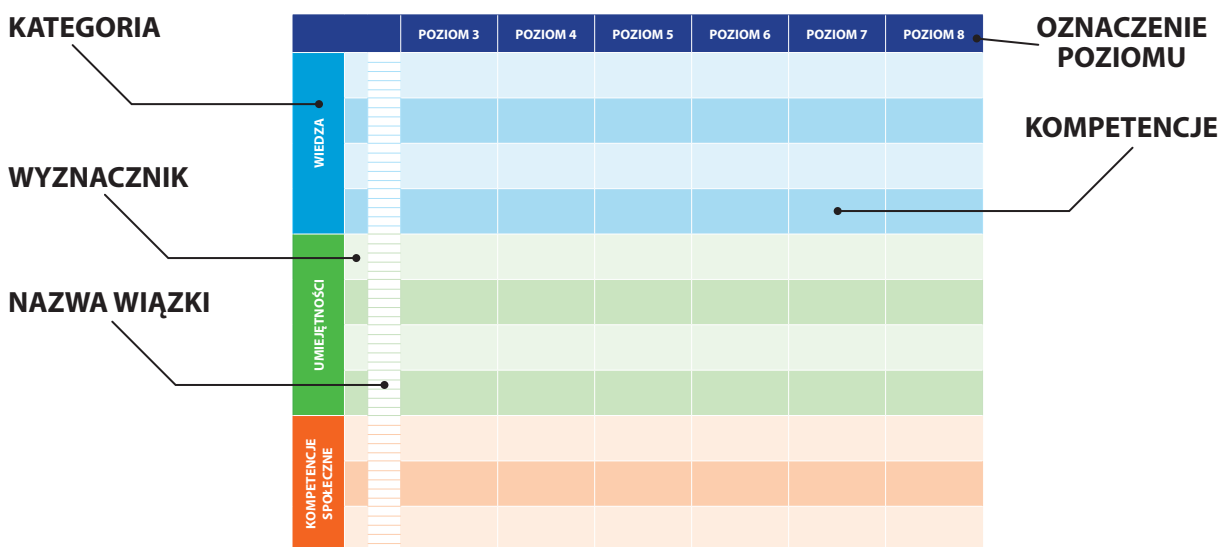 KATEGORIA
POZIOM 3
POZIOM 4
POZIOM 5
POZIOM 6
POZIOM 7
POZIOM 8
OZNACZENIE
POZIOMU
WIEDZA
KOMPETENCJE
WYZNACZNIK
UMIEJĘTNOŚCI
NAZWA WIĄZKI
KOMPETENCJE
SPOŁECZNE